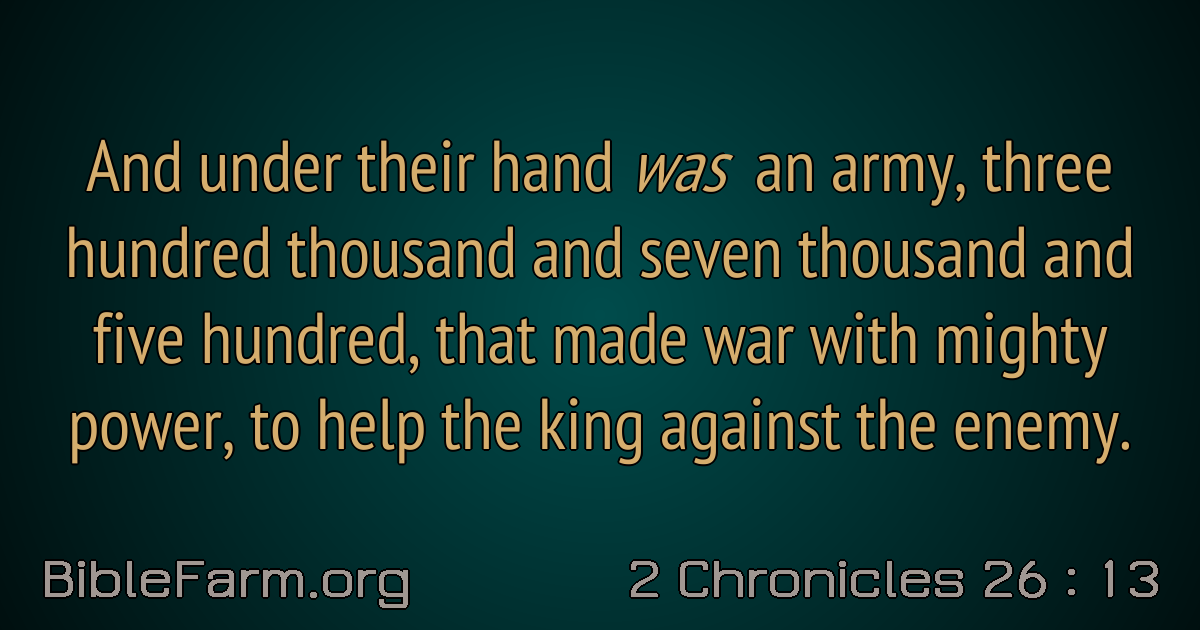 And under their hand was an army, three
hundred thousand and seven thousand and
five hundred, that made war with mighty
power, to help the king against the enemy.
BibleFarm.org
2 Chronicles 26 : 13